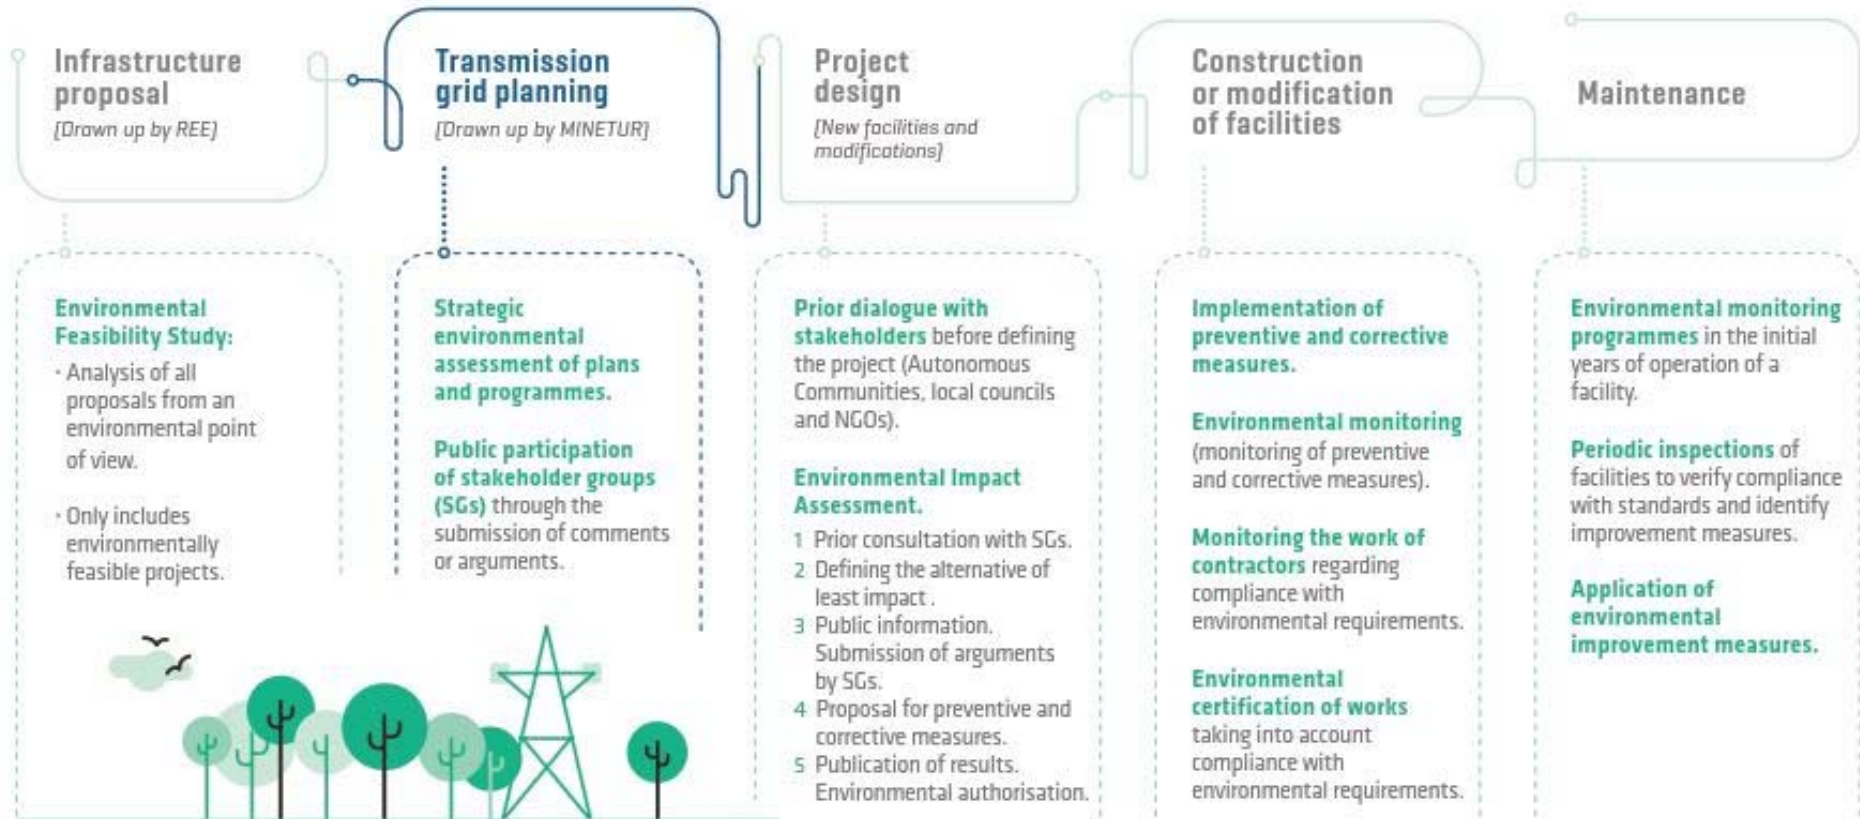 Infrastructure
proposal
[Drawn up by REE]
Environmental
Feasibility Study:
· Analysis of all
proposals from an
environmental point
of view.
· Only includes
environmentally
feasible projects.
Transmission
grid planning
[Drawn up by MINETUR]
Strategic
environmental
assessment of plans
and programmes.
Public participation
of stakeholder groups
(SGs) through the
submission of comments
or arguments.
Project
design
[New facilities and
modifications]
Prior dialogue with
stakeholders before defining
the project (Autonomous
Communities, local councils
and NGOs).
Environmental Impact
Assessment.
1 Prior consultation with SGs.
2 Defining the alternative of
least impact .
3 Public information.
Submission of arguments
by SGs.
4 Proposal for preventive and
corrective measures.
5 Publication of results.
Environmental authorisation.
Construction
or modification
of facilities
Implementation of
preventive and corrective
measures.
Environmental monitoring
(monitoring of preventive
and corrective measures).
Monitoring the work of
contractors regarding
compliance with
environmental requirements.
Environmental
certification of works
taking into account
compliance with
environmental requirements.
Maintenance
Environmental monitoring
programmes in the initial
years of operation of a
facility.
Periodic inspections of
facilities to verify compliance
with standards and identify
improvement measures.
Application of
environmental
improvement measures.